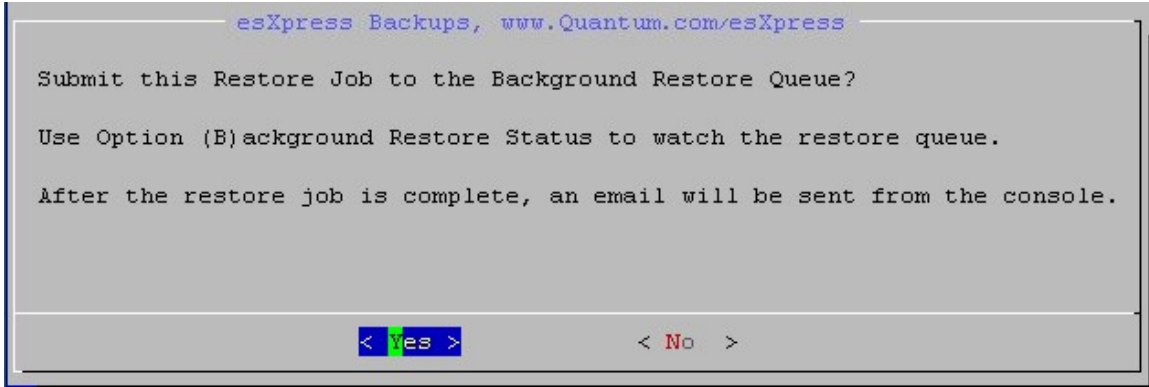 esXpress Backups, www.Quantum.com/esXpress
Submit this Restore Job to the Background Restore Queue?
Use Option (B)ackground Restore Status to watch the restore queue.
After the restore job is complete, an email will be sent from the console.
< Yes > < No >